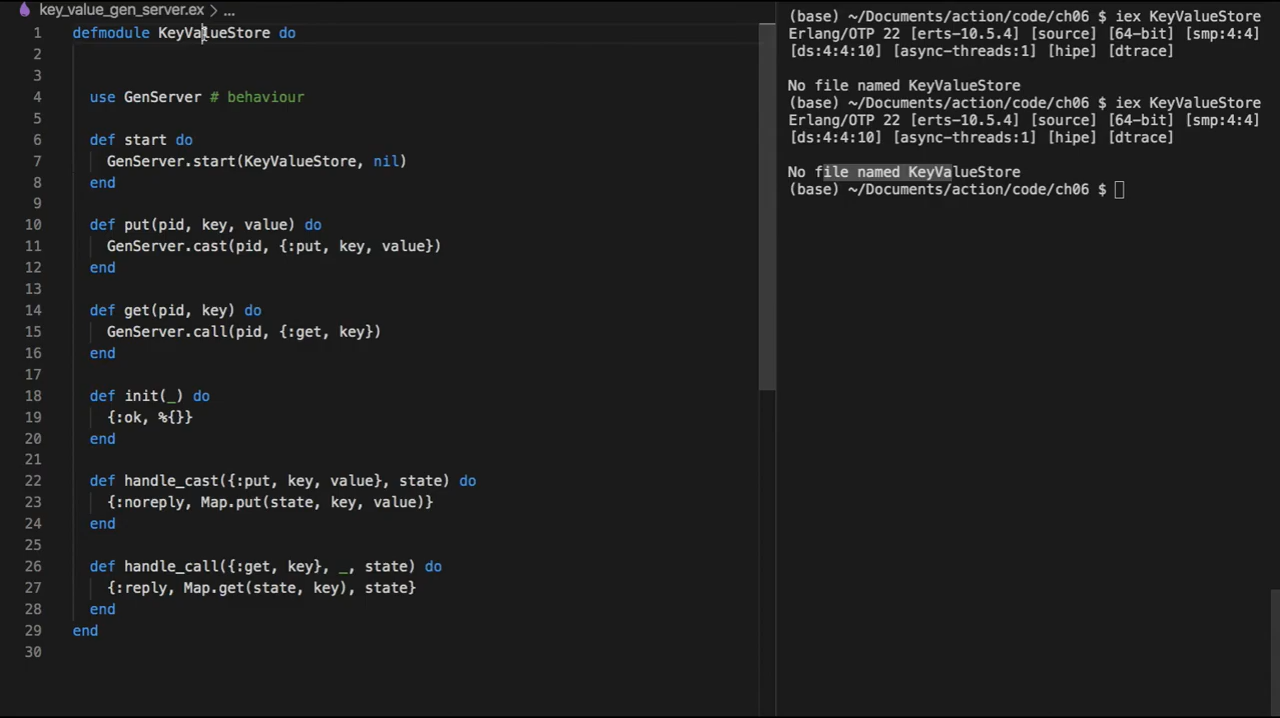 key_value_gen_server.ex > ...
1 defmodule KeyValueStore do
2
3
4 use GenServer # behaviour
5
6 def start do
7 GenServer.start(KeyValueStore, nil)
8 end
9
10 def put(pid, key, value) do
11 GenServer.cast(pid, {:put, key, value})
12 end
13
14 def get(pid, key) do
15 GenServer.call(pid, {:get, key})
16 end
17
18 def init(_) do
19 {:ok, %{}}
20 end
21
22 def handle_cast({:put, key, value}, state) do
23 {:noreply, Map.put(state, key, value)}
24 end
25
26 def handle_call({:get, key}, _, state) do
27 {:reply, Map.get(state, key), state}
28 end
29 end
30
(base) ~/Documents/action/code/ch06 $ iex KeyValueStore
Erlang/OTP 22 [erts-10.5.4] [source] [64-bit] [smp:4:4]
[ds:4:4:10] [async-threads:1] [hipe] [dtrace]
No file named KeyValueStore
(base) ~/Documents/action/code/ch06 $ iex KeyValueStore
Erlang/OTP 22 [erts-10.5.4] [source] [64-bit] [smp:4:4]
[ds:4:4:10] [async-threads:1] [hipe] [dtrace]
No file named KeyValueStore
(base) ~/Documents/action/code/ch06 $